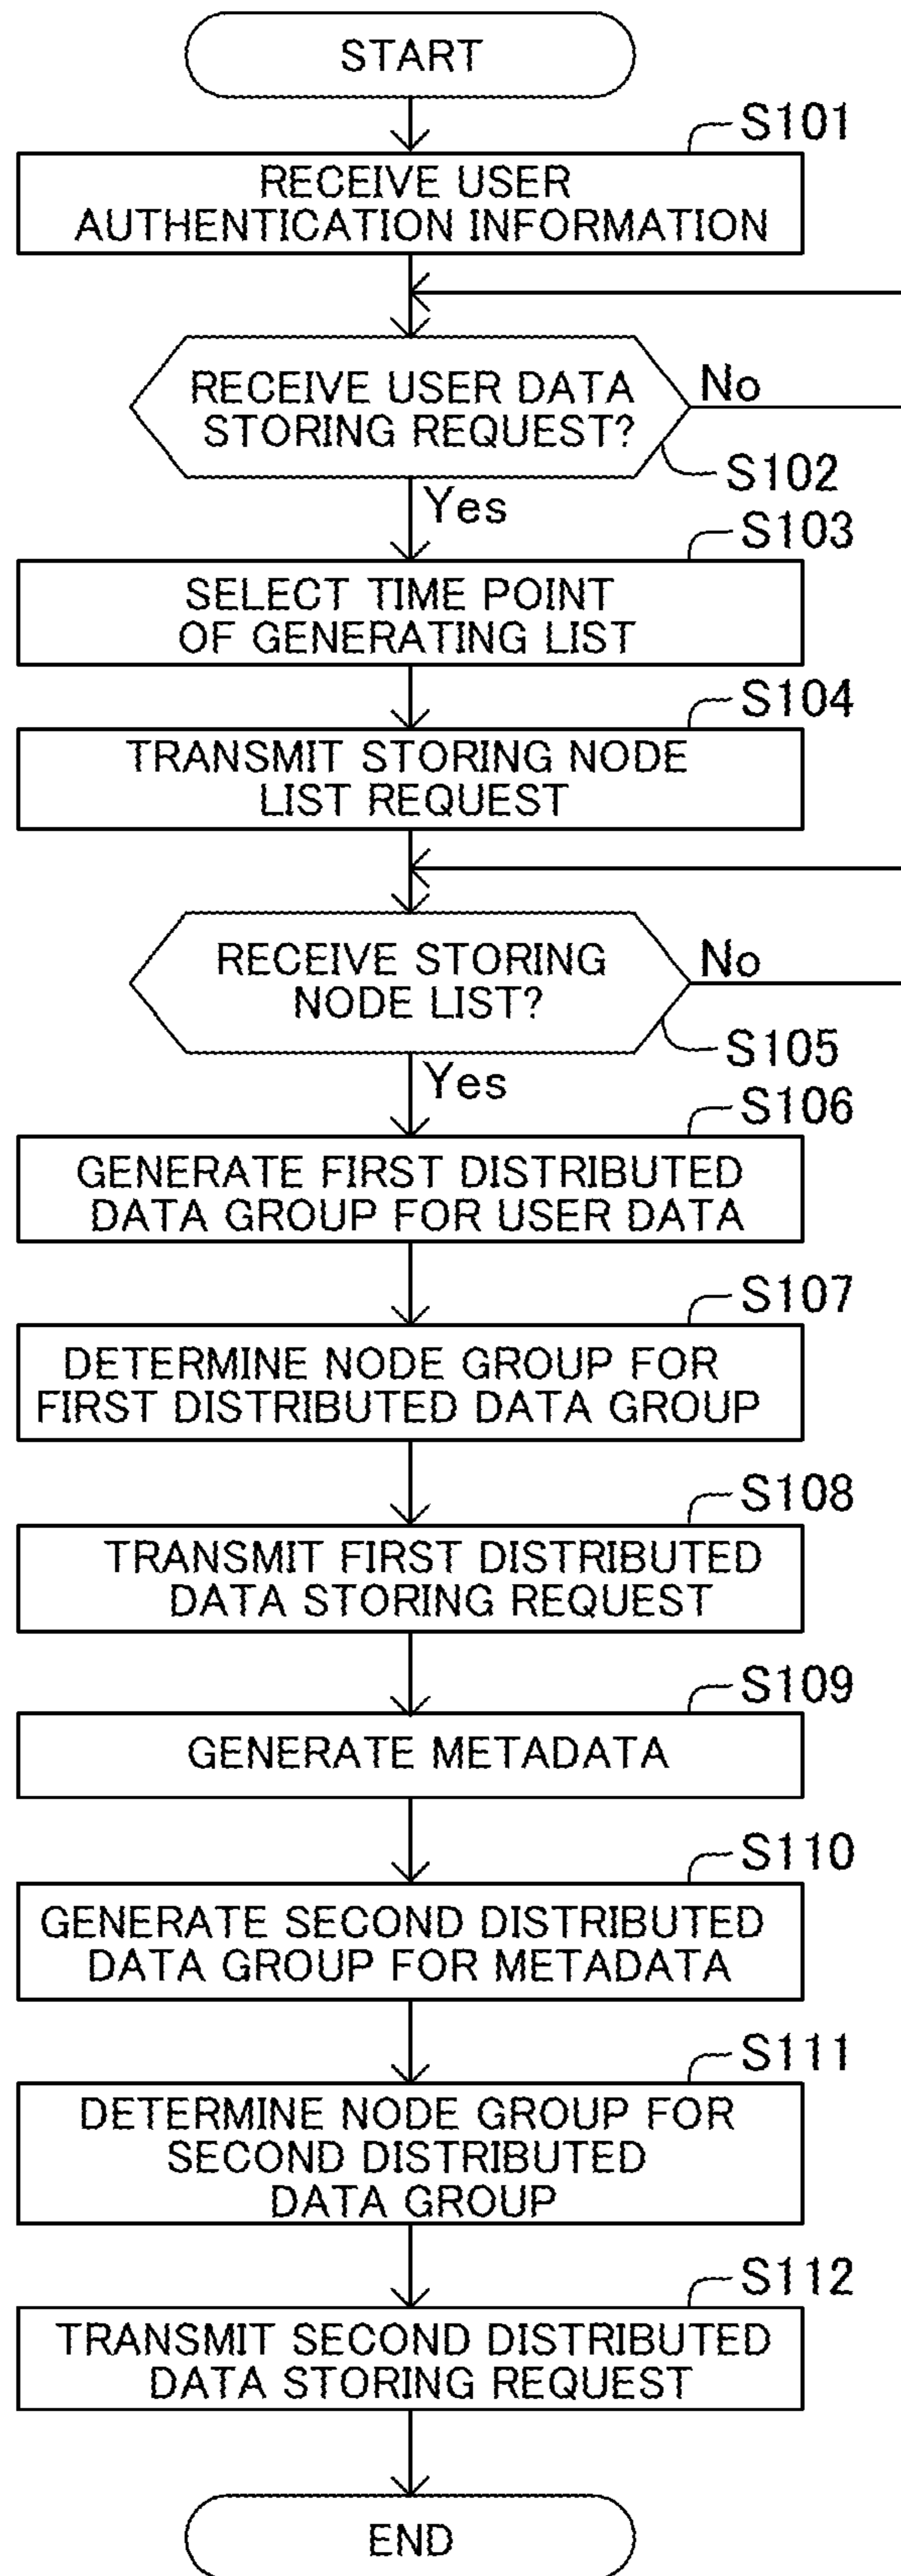 START
S101
RECEIVE USER
AUTHENTICATION INFORMATION
RECEIVE USER DATA
STORING REQUEST?
No
S102
Yes
S103
SELECT TIME POINT
OF GENERATING LIST
S104
TRANSMIT STORING NODE
LIST REQUEST
RECEIVE STORING
NODE LIST?
No
S105
Yes
S106
GENERATE FIRST DISTRIBUTED
DATA GROUP FOR USER DATA
S107
DETERMINE NODE GROUP FOR
FIRST DISTRIBUTED DATA GROUP
S108
TRANSMIT FIRST DISTRIBUTED
DATA STORING REQUEST
S109
GENERATE METADATA
S110
GENERATE SECOND DISTRIBUTED
DATA GROUP FOR METADATA
S111
DETERMINE NODE GROUP FOR
SECOND DISTRIBUTED
DATA GROUP
S112
TRANSMIT SECOND DISTRIBUTED
DATA STORING REQUEST
END